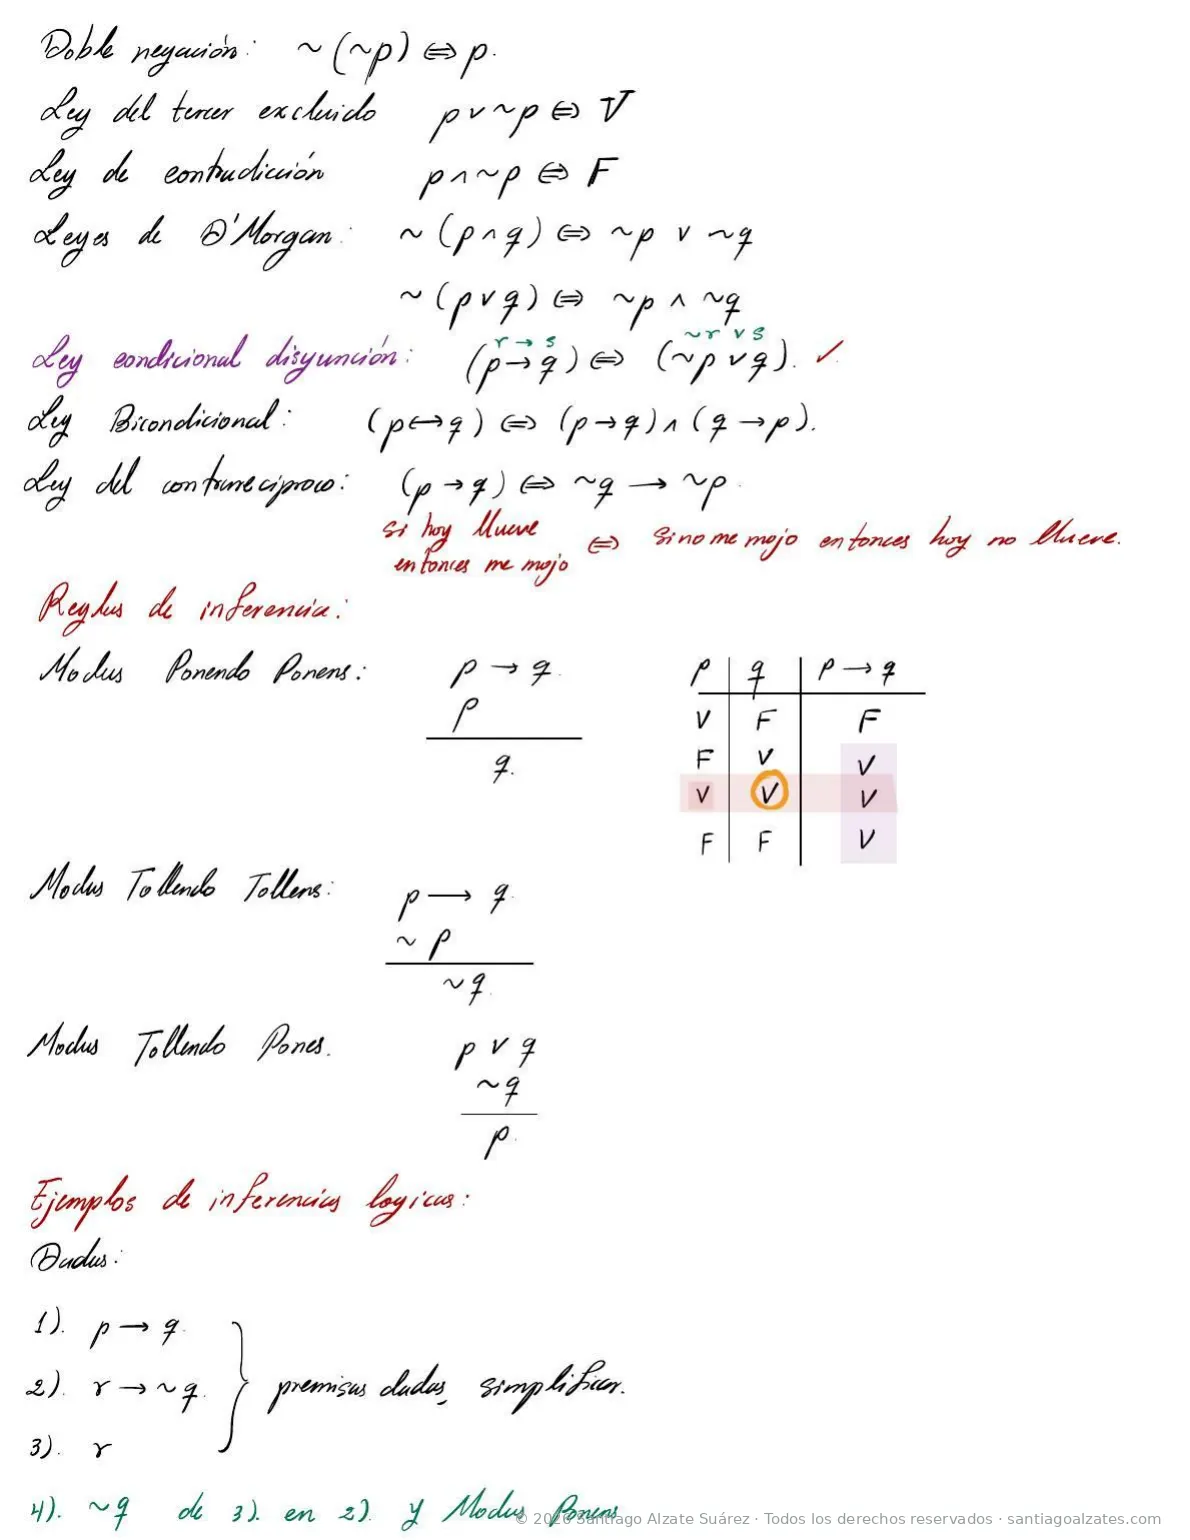 Doble negación: ~(~p) ⇔ p.
Ley del tercer excluido p ∨ ~p ⇔ V
Ley de contradicción p ∧ ~p ⇔ F
Leyes de D'Morgan: ~(p ∧ q) ⇔ ~p ∨ ~q
~(p ∨ q) ⇔ ~p ∧ ~q
r → s ~r ∨ s
Ley condicional disyunción: (p → q) ⇔ (~p ∨ q). ✓
Ley Bicondicional: (p ↔ q) ⇔ (p → q) ∧ (q → p).
Ley del contrareciproco: (p → q) ⇔ ~q → ~p.
si hoy llueve ⇔ Si no me mojo entonces hoy no llueve.
entonces me mojo
Reglas de inferencia:
Modus Ponendo Ponens: p → q.
p
q.
p q p → q
V F F
F V V
V V V
F F V
Modus Tollendo Tollens: p → q.
~p
~q.
Modus Tollendo Pones. p ∨ q
~q
p.
Ejemplos de inferencias logicas:
Dadas:
1). p → q.
2). r → ~q. premisas dadas, simplificar.
3). r
4). ~q de 3). en 2). y Modus Ponens
© 2026 Santiago Alzate Suárez · Todos los derechos reservados · santiagoalzates.com